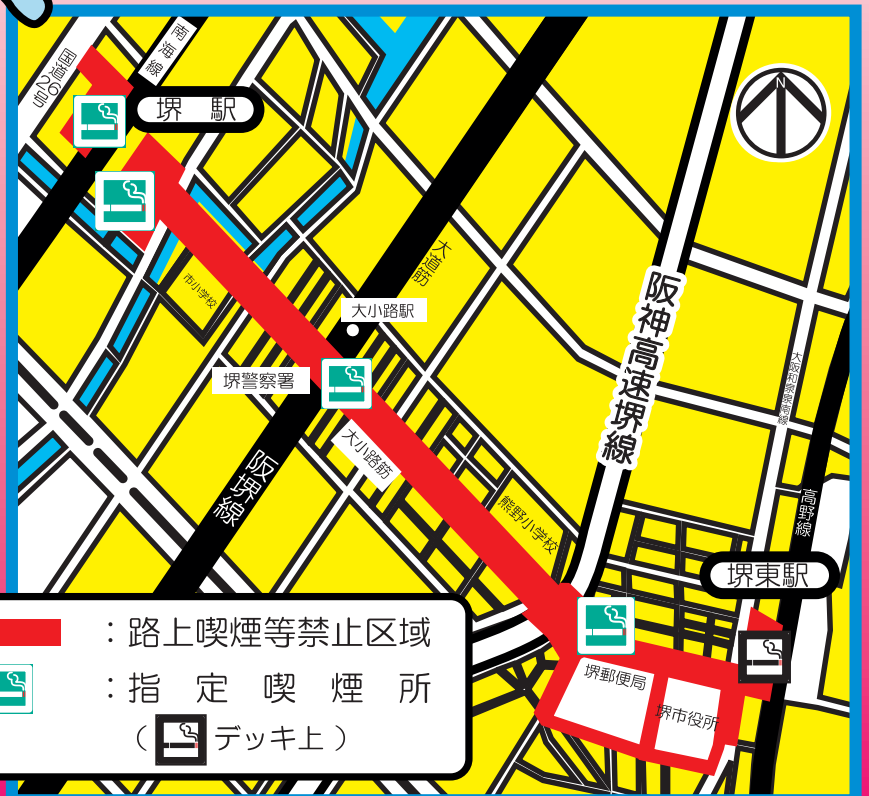 国道26号
南海線
堺 駅
N
市小学校
大道筋
大小路駅
堺警察署
大小路筋
阪堺線
阪神高速堺線
大阪和泉泉南線
高野線
熊野小学校
堺東駅
堺郵便局
堺市役所
：路上喫煙等禁止区域
：指定喫煙所
（デッキ上）